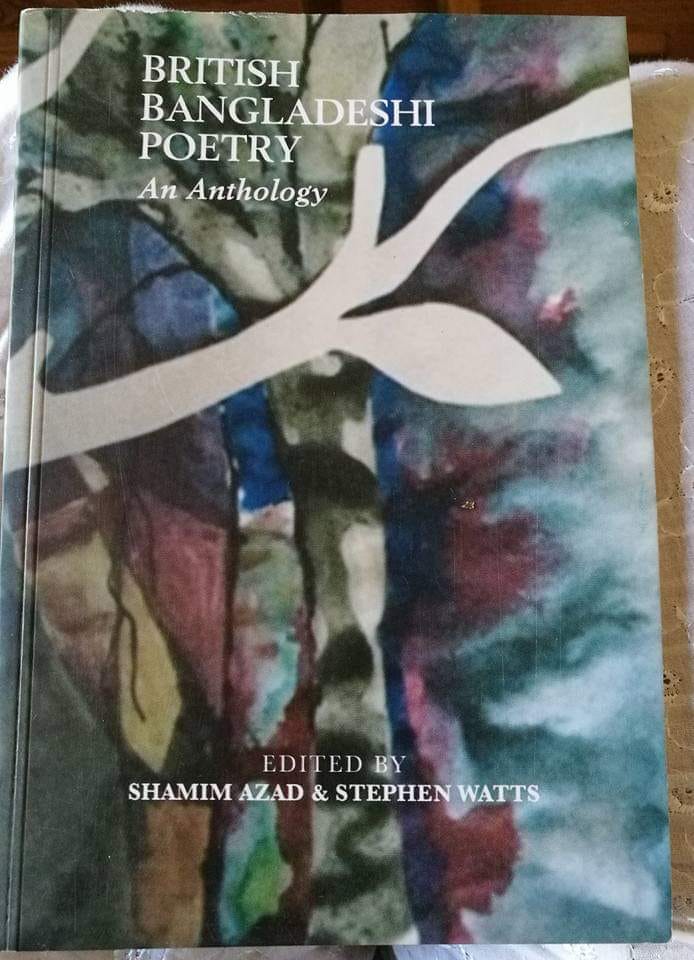 BRITISH
BANGLADESHI
POETRY
An Anthology
EDITED BY
SHAMIM AZAD & STEPHEN WATTS